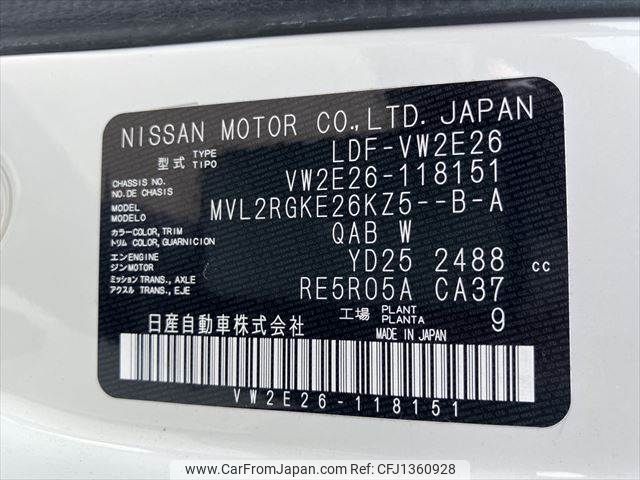 NISSAN MOTOR CO., LTD. JAPAN
型式 TYPE TIPO LDF-VW2E26
CHASSIS NO. NO. DE CHASIS VW2E26-118151
MODEL MODELO MVL2RGKE26KZ5--B-A
カラー COLOR, TRIM トリム COLOR, GUARNICION QAB W
エンジン ENGINE MOTOR YD25 2488 cc
ミッション TRANS., AXLE アクスル TRANS., EJE RE5R05A CA37
日産自動車株式会社 工場 PLANT PLANTA 9
MADE IN JAPAN
VW2E26-118151
www.CarFromJapan.com | Stock ID: CFJ1360928